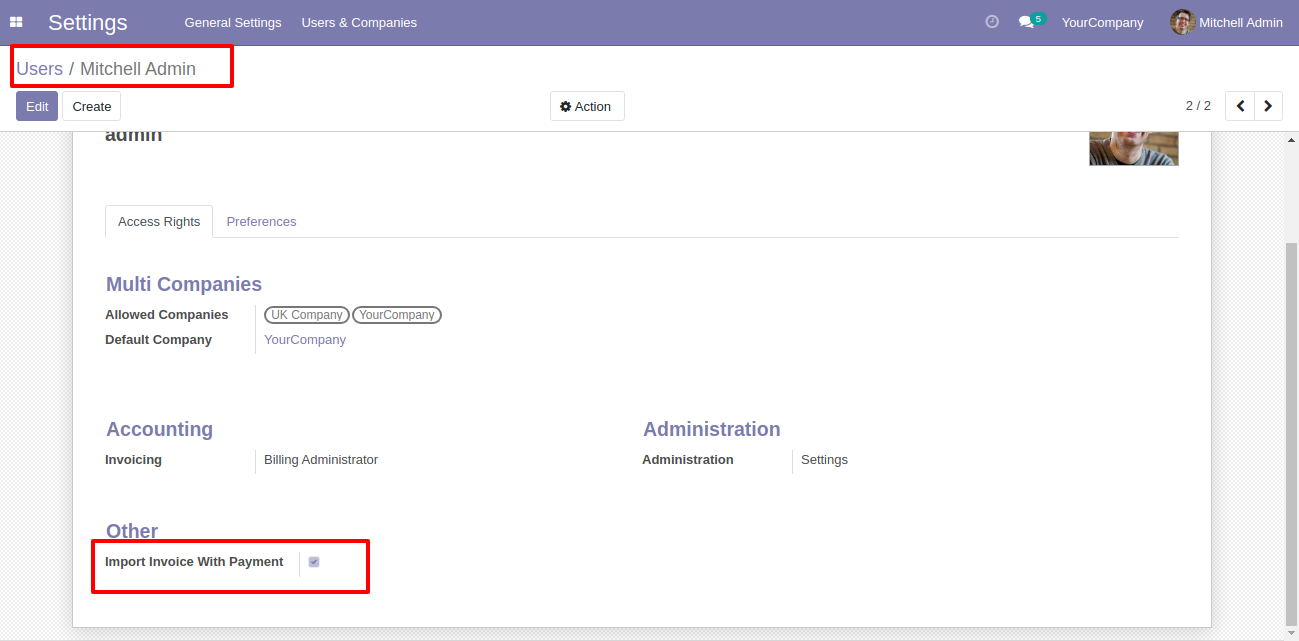 Settings General Settings Users & Companies 5 YourCompany Mitchell Admin
Users / Mitchell Admin
Edit Create Action 2 / 2
admin
Access Rights Preferences
Multi Companies
Allowed Companies UK Company YourCompany
Default Company YourCompany
Accounting Administration
Invoicing Billing Administrator Administration Settings
Other
Import Invoice With Payment